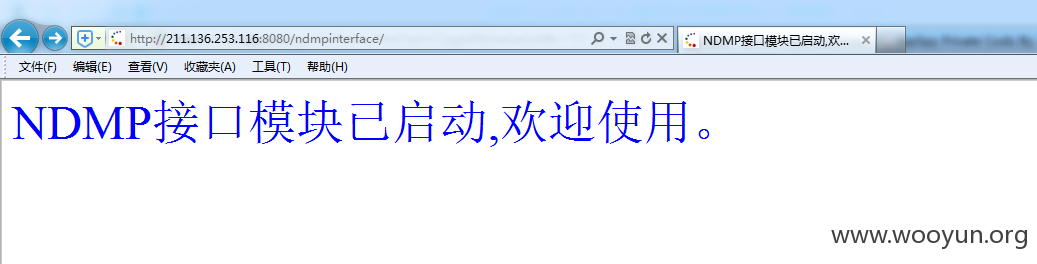 http://211.136.253.116:8080/ndmpinterface/
NDMP接口模块已启动,欢...
文件(F) 编辑(E) 查看(V) 收藏夹(A) 工具(T) 帮助(H)
NDMP接口模块已启动,欢迎使用。
www.wooyun.org